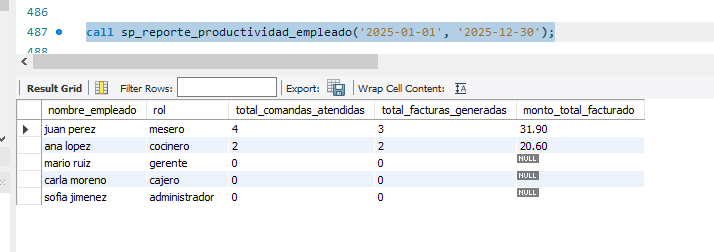 486
487 call sp_reporte_productividad_empleado('2025-01-01', '2025-12-30');
488
Result Grid Filter Rows: Export: Wrap Cell Content: IA
nombre_empleado rol total_comandas_atendidas total_facturas_generadas monto_total_facturado
juan perez mesero 4 3 31.90
ana lopez cocinero 2 2 20.60
mario ruiz gerente 0 0 NULL
carla moreno cajero 0 0 NULL
sofia jimenez administrador 0 0 NULL